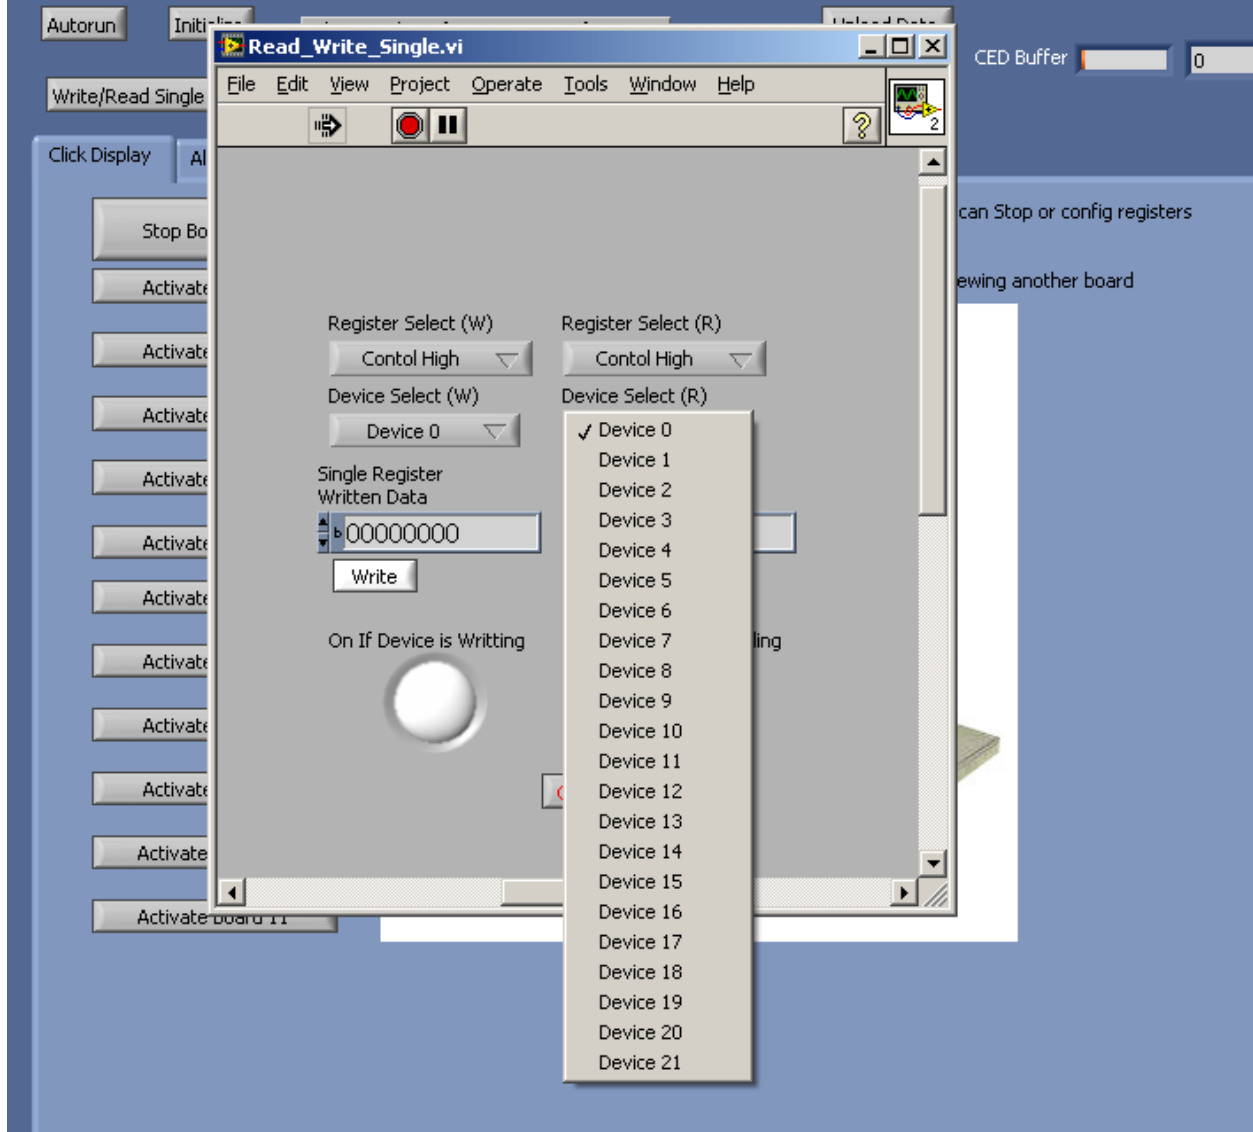 Autorun
CED Buffer
0
Read_Write_Single.vi
File Edit View Project Operate Tools Window Help
2
Write/Read Single
Click Display
can Stop or config registers
Stop
Activate
another board
Register Select (W) Register Select (R)
Contol High Contol High
Activate
Device Select (W) Device Select (R)
Activate
Device 0
✓ Device 0
Device 1
Single Register
Written Data
Activate
Device 2
b 00000000
Device 3
Activate
Device 4
Write
Device 5
Activate
Device 6
On If Device is Writting
Device 7
Activate
Device 8
Device 9
Activate
Device 10
Device 11
Activate
Device 12
Device 13
Activate
Device 14
Device 15
Activate board 11
Device 16
Device 17
Device 18
Device 19
Device 20
Device 21